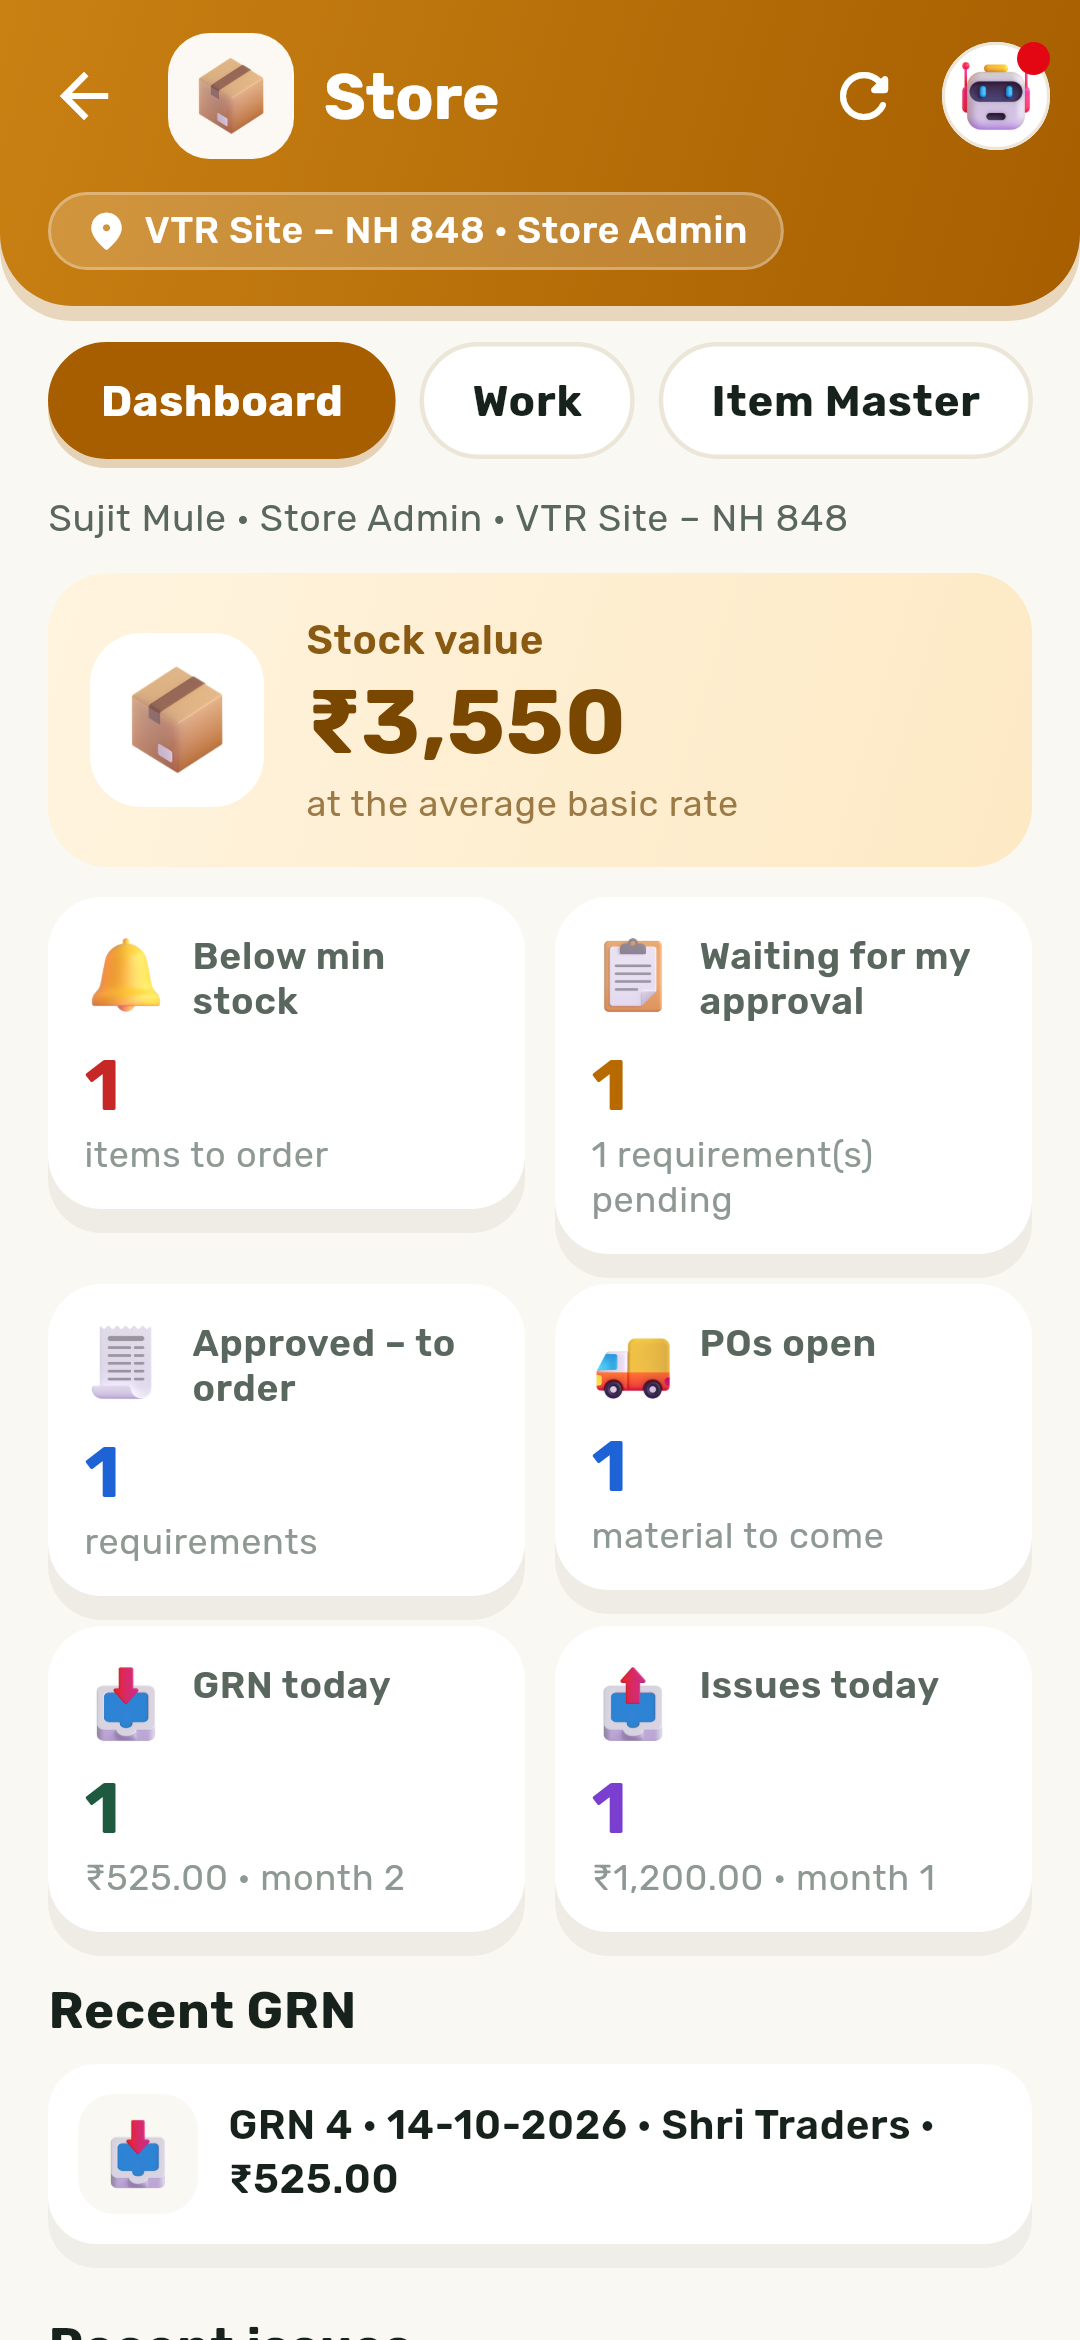 Store
VTR Site – NH 848 • Store Admin
Dashboard
Work
Item Master
Sujit Mule • Store Admin • VTR Site – NH 848
Stock value
₹3,550
at the average basic rate
Below min
stock
1
items to order
Waiting for my
approval
1
1 requirement(s)
pending
Approved – to
order
1
requirements
POs open
1
material to come
GRN today
1
₹525.00 • month 2
Issues today
1
₹1,200.00 • month 1
Recent GRN
GRN 4 • 14-10-2026 • Shri Traders •
₹525.00
Recent issues